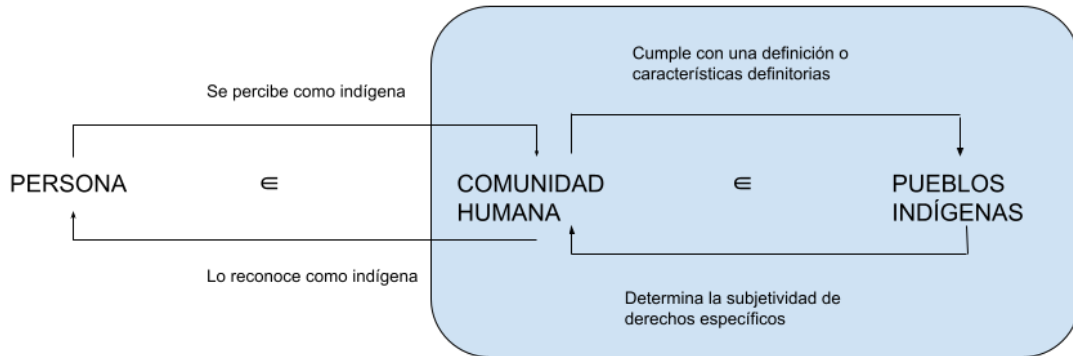 Cumple con una definición o
características definitorias
Se percibe como indígena
PERSONA
∈
COMUNIDAD
HUMANA
∈
PUEBLOS
INDÍGENAS
Lo reconoce como indígena
Determina la subjetividad de
derechos específicos